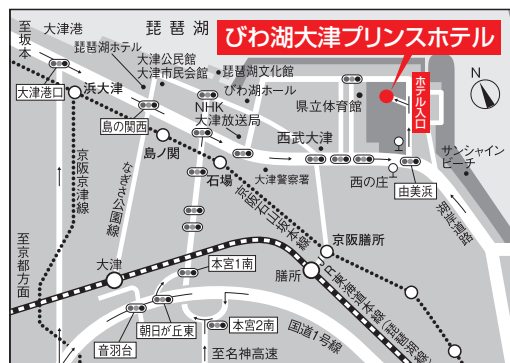 至坂本
大津港
琵琶湖
びわ湖大津プリンスホテル
琵琶湖ホテル
大津公民館
大津市民会館
琵琶湖文化館
びわ湖ホール
県立体育館
ホテル入口
N
大津港口
浜大津
島の関西
NHK
大津放送局
西武大津
サンシャイン
ビーチ
島ノ関
石場
大津警察署
西の庄
由美浜
湖岸道路
京阪京津線
なぎさ公園線
京阪石山坂本線
京阪膳所
至京都方面
大津
本宮1南
膳所
JR東海道本線(琵琶湖線)
朝日が丘東
本宮2南
国道1号線
音羽台
至名神高速